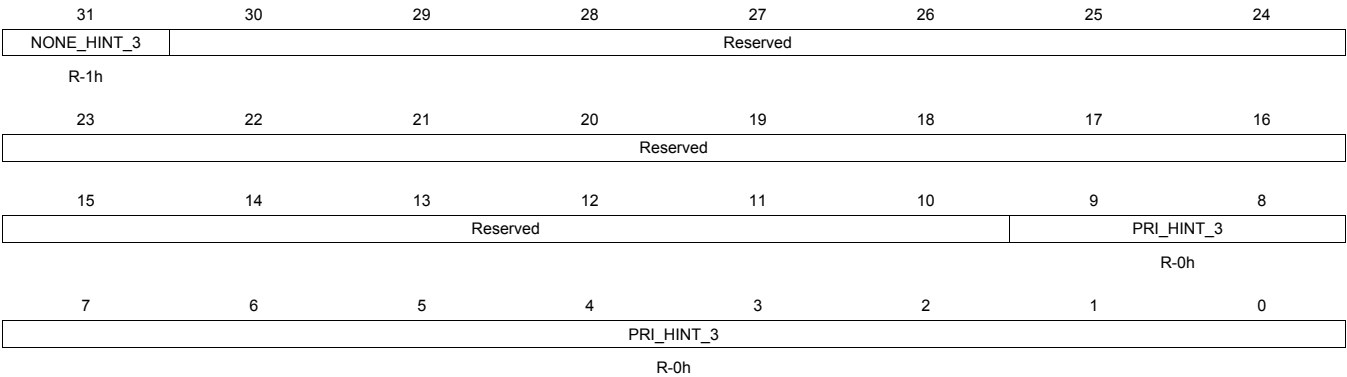 31 30 29 28 27 26 25 24
NONE_HINT_3 Reserved
R-1h
23 22 21 20 19 18 17 16
Reserved
15 14 13 12 11 10 9 8
Reserved PRI_HINT_3
R-0h
7 6 5 4 3 2 1 0
PRI_HINT_3
R-0h